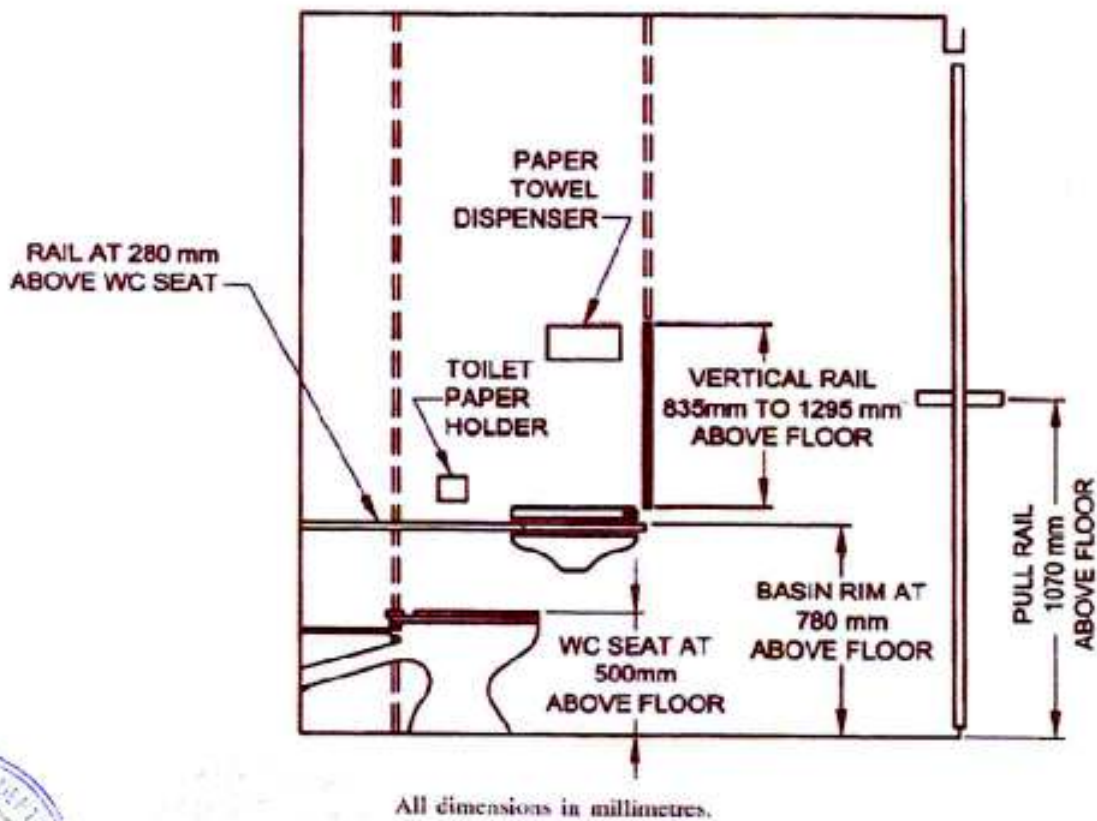 PAPER
TOWEL
DISPENSER
RAIL AT 280 mm
ABOVE WC SEAT
TOILET
PAPER
HOLDER
VERTICAL RAIL
835mm TO 1295 mm
ABOVE FLOOR
PULL RAIL
1070 mm
ABOVE FLOOR
BASIN RIM AT
780 mm
ABOVE FLOOR
WC SEAT AT
500mm
ABOVE FLOOR
All dimensions in millimetres.